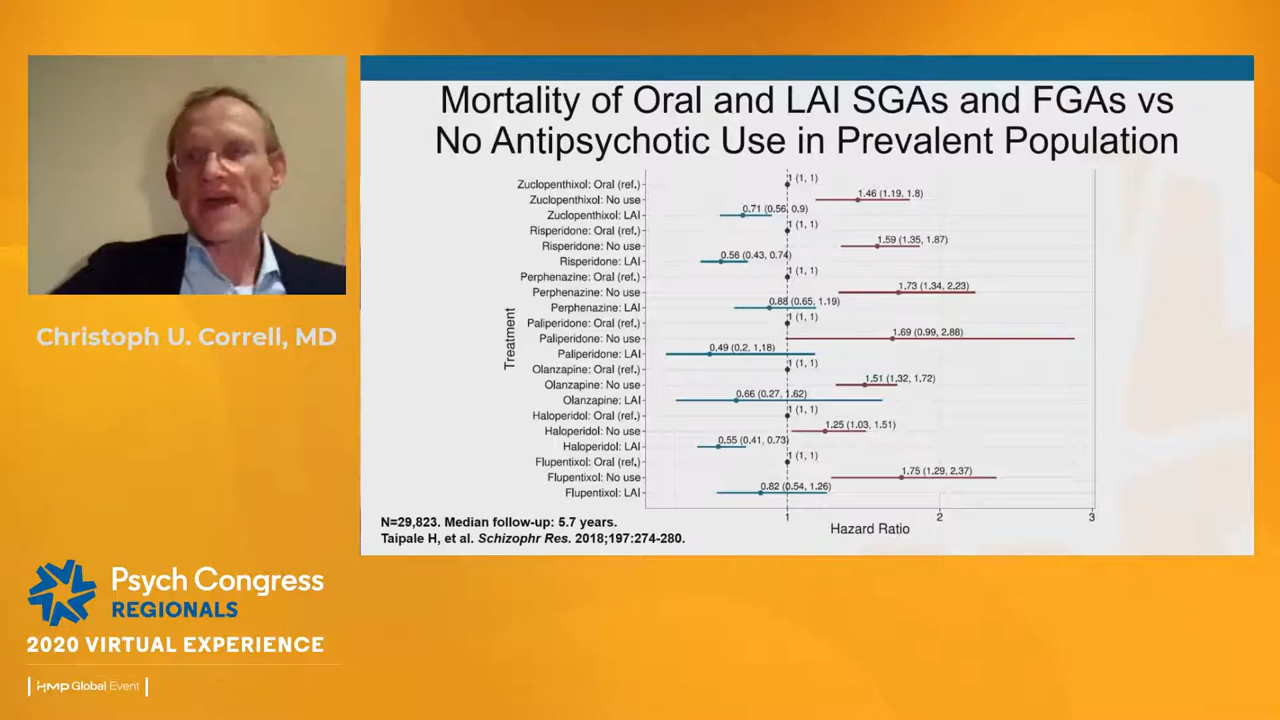 Mortality of Oral and LAI SGAs and FGAs vs
No Antipsychotic Use in Prevalent Population
Christoph U. Correll, MD
Treatment
Zuclopenthixol: Oral (ref.) 1 (1, 1)
Zuclopenthixol: No use 1.46 (1.19, 1.8)
Zuclopenthixol: LAI 0.71 (0.56, 0.9)
Risperidone: Oral (ref.) 1 (1, 1)
Risperidone: No use 1.59 (1.35, 1.87)
Risperidone: LAI 0.56 (0.43, 0.74)
Perphenazine: Oral (ref.) 1 (1, 1)
Perphenazine: No use 1.73 (1.34, 2.23)
Perphenazine: LAI 0.88 (0.65, 1.19)
Paliperidone: Oral (ref.) 1 (1, 1)
Paliperidone: No use 1.69 (0.99, 2.88)
Paliperidone: LAI 0.49 (0.2, 1.18)
Olanzapine: Oral (ref.) 1 (1, 1)
Olanzapine: No use 1.51 (1.32, 1.72)
Olanzapine: LAI 0.66 (0.27, 1.62)
Haloperidol: Oral (ref.) 1 (1, 1)
Haloperidol: No use 1.25 (1.03, 1.51)
Haloperidol: LAI 0.55 (0.41, 0.73)
Flupentixol: Oral (ref.) 1 (1, 1)
Flupentixol: No use 1.75 (1.29, 2.37)
Flupentixol: LAI 0.82 (0.54, 1.26)
1 2 3
Hazard Ratio
N=29,823. Median follow-up: 5.7 years.
Taipale H, et al. Schizophr Res. 2018;197:274-280.
Psych Congress
REGIONALS
2020 VIRTUAL EXPERIENCE
HMP Global Event